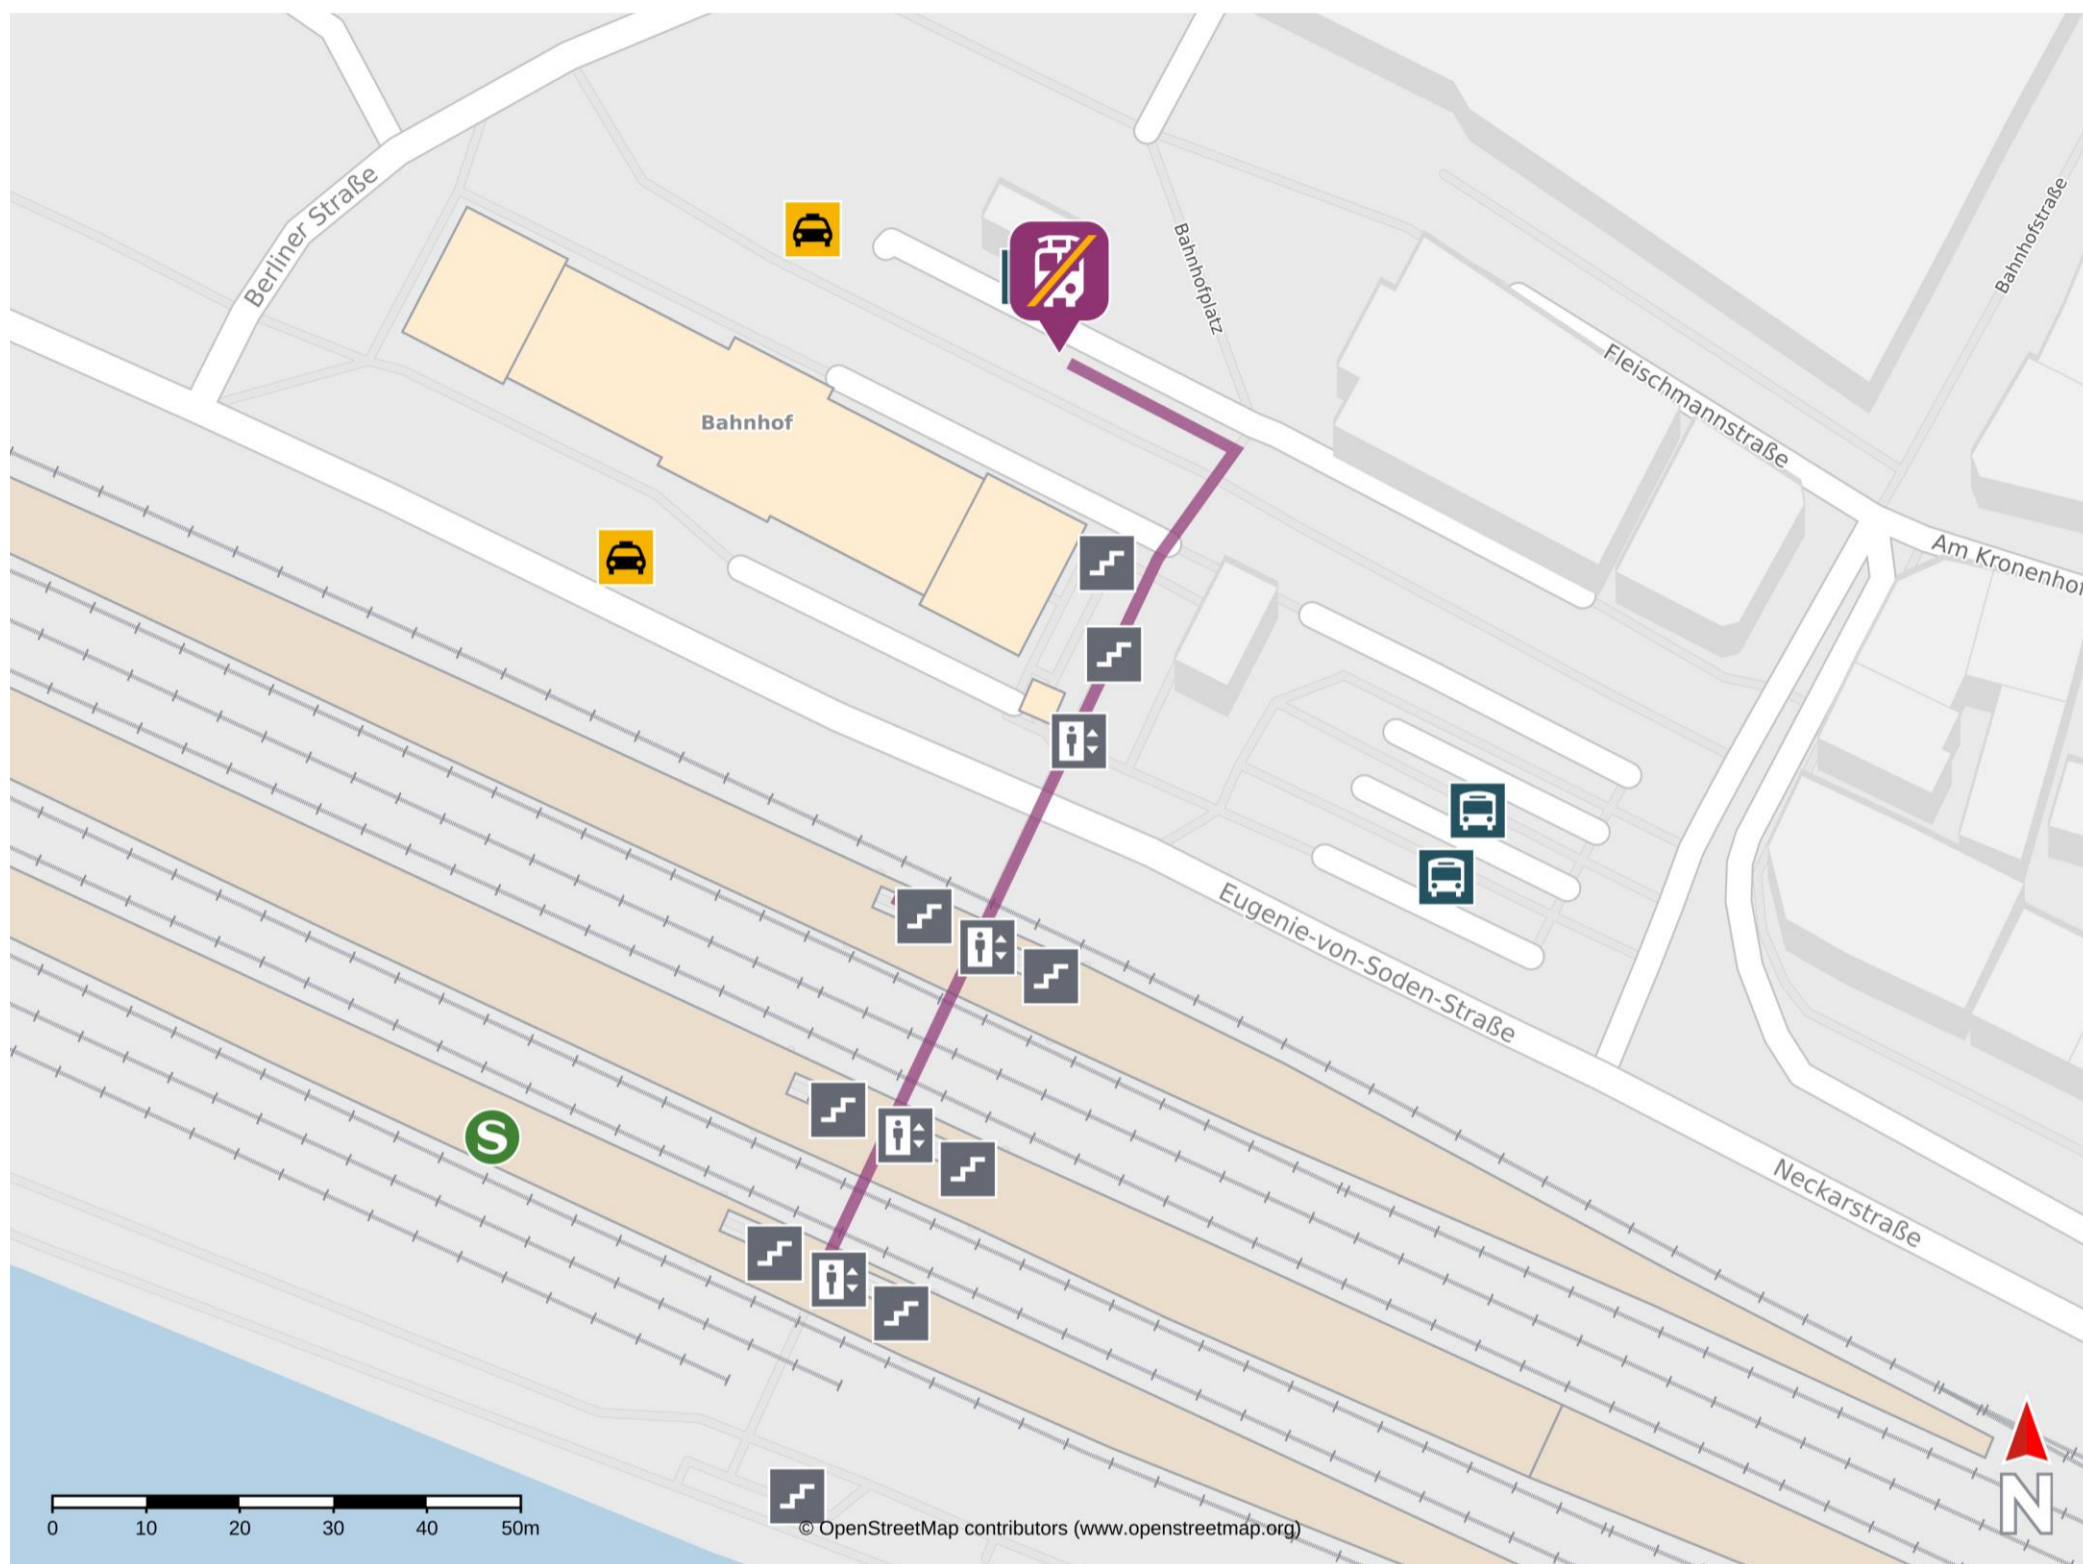 Berliner Straße
Bahnhofplatz
Bahnhofstraße
Fleischmannstraße
Bahnhof
Am Kronenhof
Eugenie-von-Soden-Straße
S
Neckarstraße
N
0 10 20 30 40 50m
© OpenStreetMap contributors (www.openstreetmap.org)